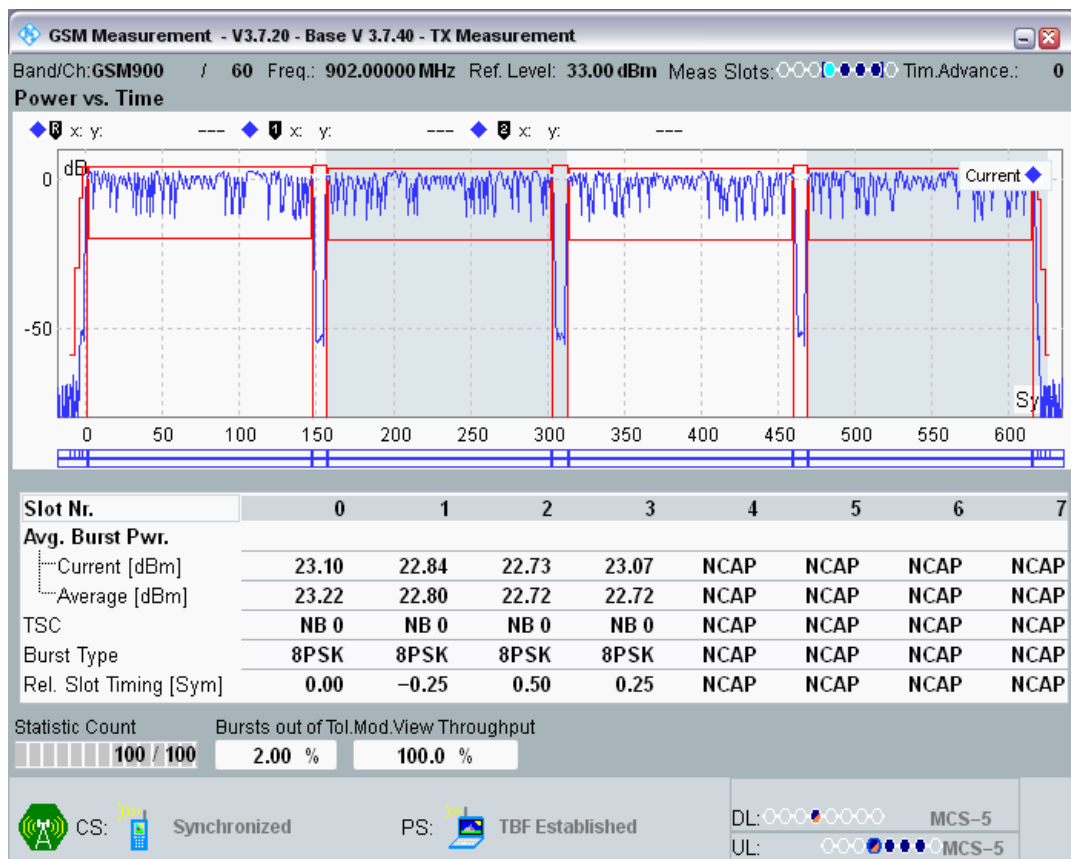 GSM Measurement - V3.7.20 - Base V 3.7.40 - TX Measurement
Band/Ch:GSM900 / 60 Freq.: 902.00000 MHz Ref. Level: 33.00 dBm Meas Slots: Tim.Advance.: 0
Power vs. Time
R x: y: --- 1 x: y: --- 2 x: y: ---
dB
0
Current
-50
Sy
0 50 100 150 200 250 300 350 400 450 500 550 600
Slot Nr. 0 1 2 3 4 5 6 7
Avg. Burst Pwr.
Current [dBm] 23.10 22.84 22.73 23.07 NCAP NCAP NCAP NCAP
Average [dBm] 23.22 22.80 22.72 22.72 NCAP NCAP NCAP NCAP
TSC NB 0 NB 0 NB 0 NB 0 NCAP NCAP NCAP NCAP
Burst Type 8PSK 8PSK 8PSK 8PSK NCAP NCAP NCAP NCAP
Rel. Slot Timing [Sym] 0.00 −0.25 0.50 0.25 NCAP NCAP NCAP NCAP
Statistic Count Bursts out of Tol. Mod.View Throughput
100 / 100 2.00 % 100.0 %
CS: Synchronized PS: TBF Established DL: MCS−5
UL: MCS−5